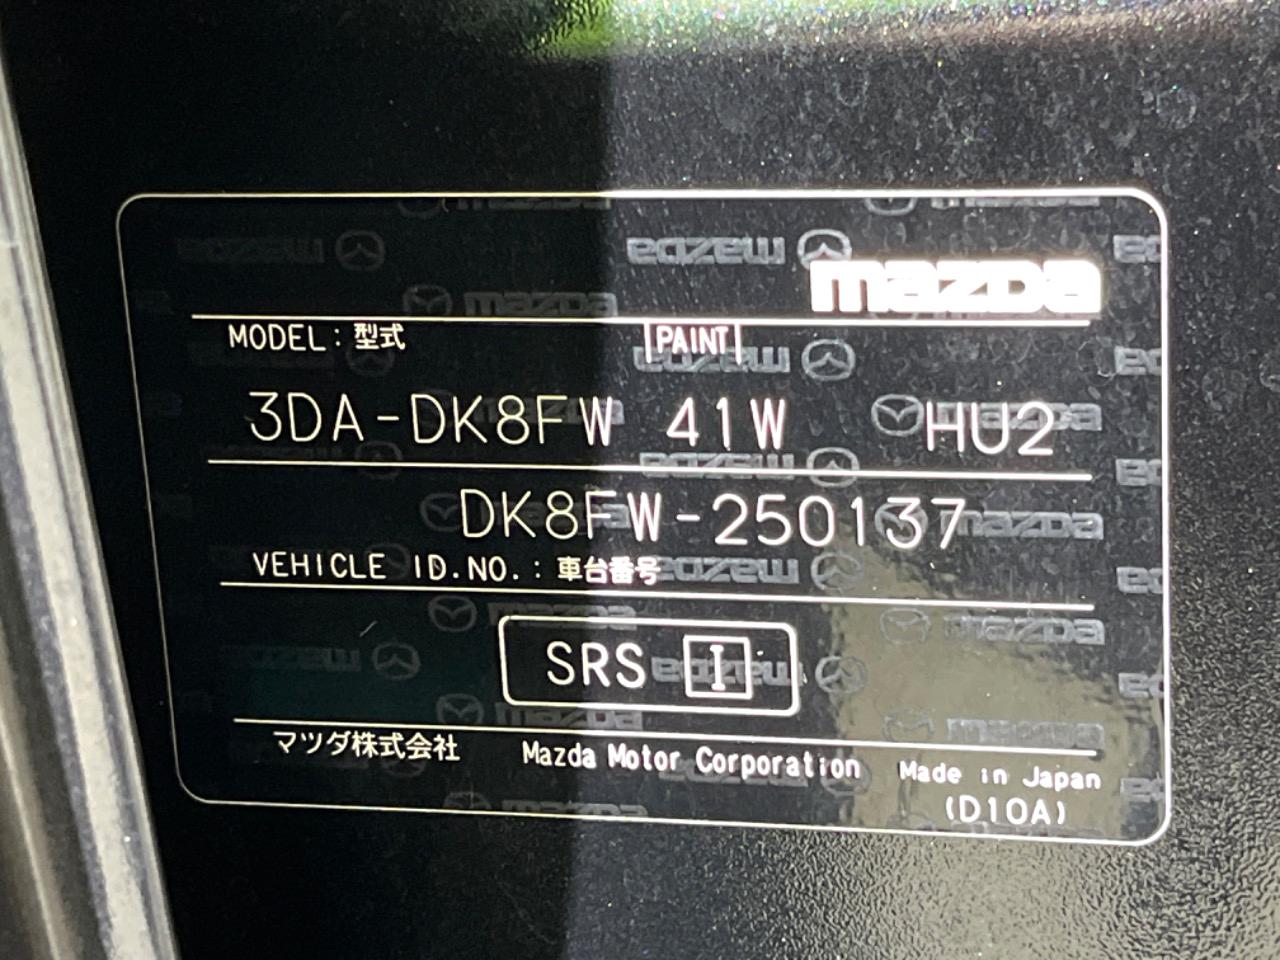 mazda
MODEL：型式 PAINT
3DA-DK8FW 41W HU2
DK8FW-250137
VEHICLE ID.NO.：車台番号
SRS I
マツダ株式会社 Mazda Motor Corporation Made in Japan
(D10A)